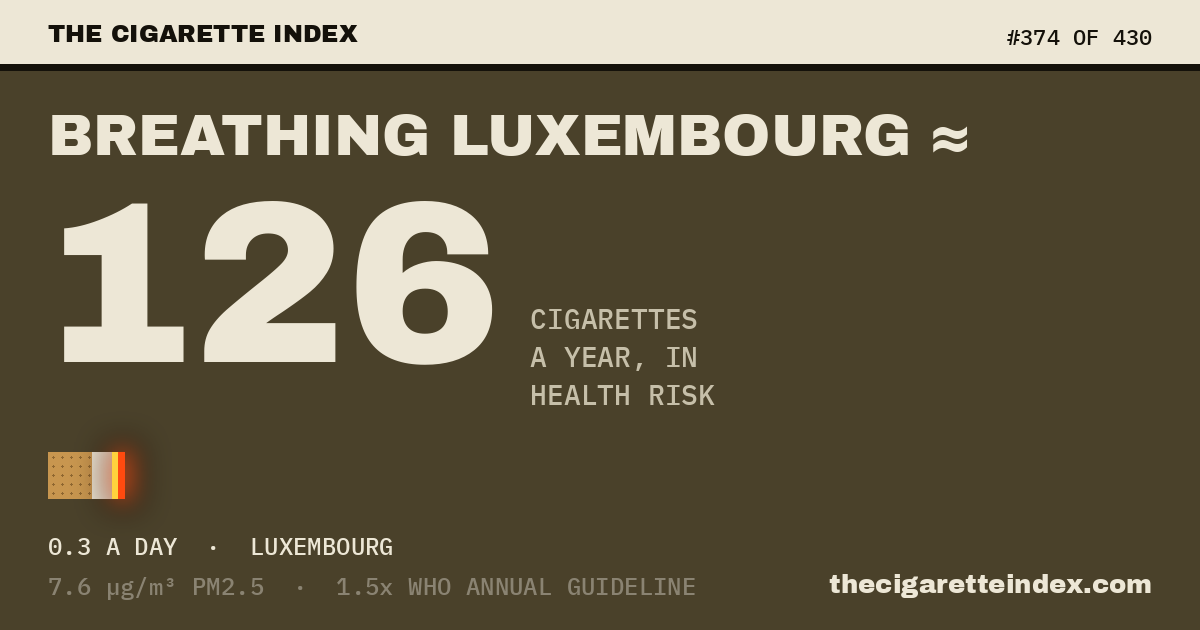 THE CIGARETTE INDEX
#374 OF 430
BREATHING LUXEMBOURG ≈
126
CIGARETTES
A YEAR, IN
HEALTH RISK
0.3 A DAY · LUXEMBOURG
7.6 µg/m³ PM2.5 · 1.5x WHO ANNUAL GUIDELINE
thecigaretteindex.com